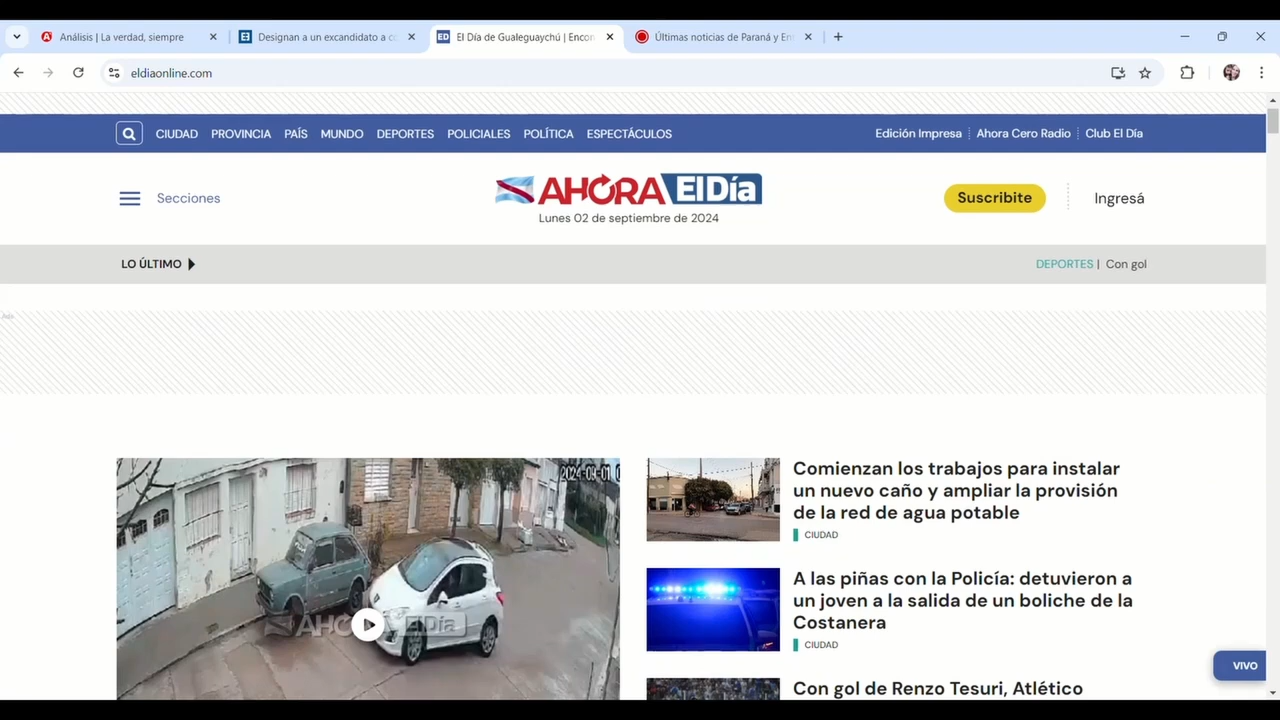 Análisis | La verdad, siempre
Designan a un excandidato a co
El Día de Gualeguaychú | Encon
Últimas noticias de Paraná y En
eldiaonline.com
CIUDAD PROVINCIA PAÍS MUNDO DEPORTES POLICIALES POLÍTICA ESPECTÁCULOS
Edición Impresa Ahora Cero Radio Club El Día
Secciones
AHORA ElDía
Lunes 02 de septiembre de 2024
Suscribite
Ingresá
LO ÚLTIMO
DEPORTES | Con gol
Ads
2024-09-01
AHORA ElDía
Comienzan los trabajos para instalar
un nuevo caño y ampliar la provisión
de la red de agua potable
CIUDAD
A las piñas con la Policía: detuvieron a
un joven a la salida de un boliche de la
Costanera
CIUDAD
Con gol de Renzo Tesuri, Atlético
VIVO